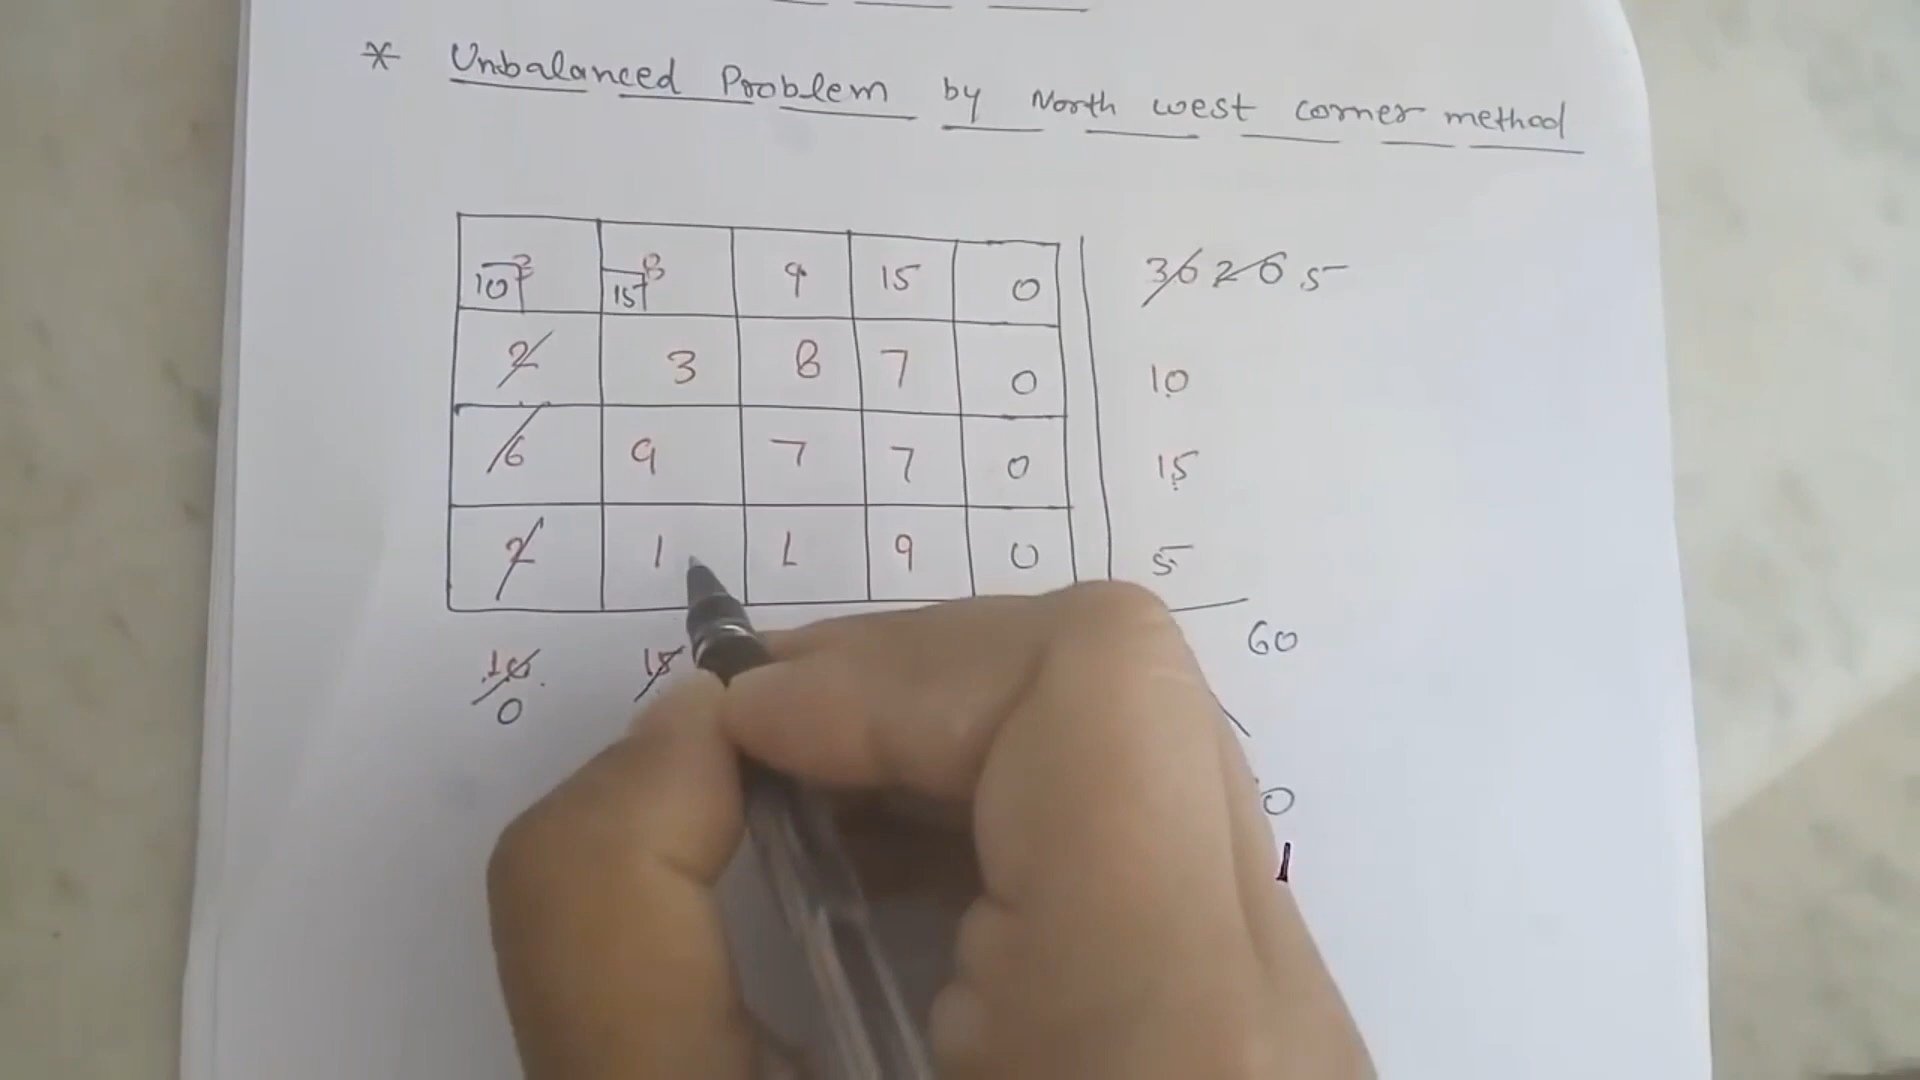 * Unbalanced Problem by North west corner method
10 3 15 8 9 15 0 30 20 5
2 3 8 7 0 10
6 9 7 7 0 15
2 1 1 9 0 5
60
10 15
0
0
1